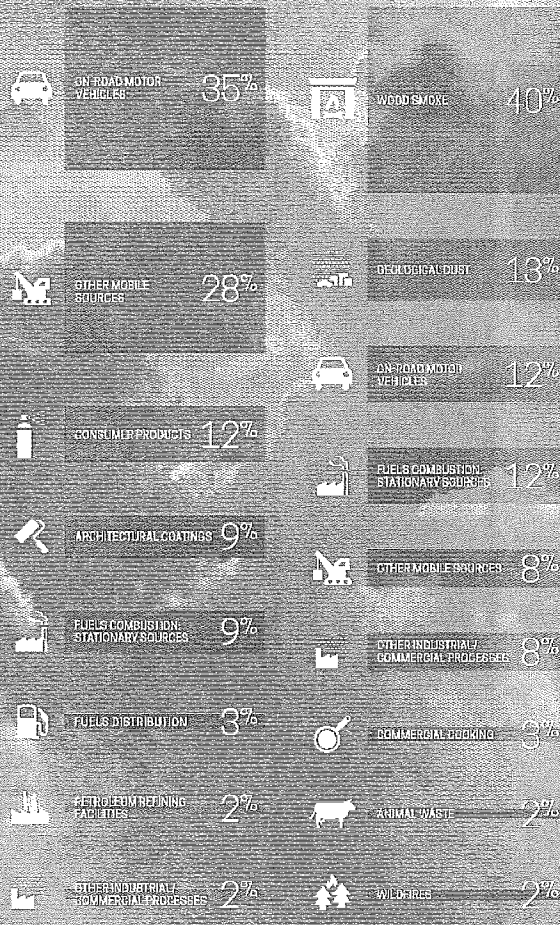 ON-ROAD MOTOR
VEHICLES
35%
OTHER MOBILE
SOURCES
28%
CONSUMER PRODUCTS 12%
ARCHITECTURAL COATINGS 9%
FUELS COMBUSTION:
STATIONARY SOURCES
9%
FUELS DISTRIBUTION 3%
PETROLEUM REFINING
FACILITIES
2%
OTHER INDUSTRIAL/
COMMERCIAL PROCESSES
2%
WOOD SMOKE 40%
GEOLOGICAL DUST 13%
ON-ROAD MOTOR
VEHICLES
12%
FUELS COMBUSTION:
STATIONARY SOURCES
12%
OTHER MOBILE SOURCES 8%
OTHER INDUSTRIAL/
COMMERCIAL PROCESSES
8%
COMMERCIAL COOKING 3%
ANIMAL WASTE 2%
WILDFIRES 2%